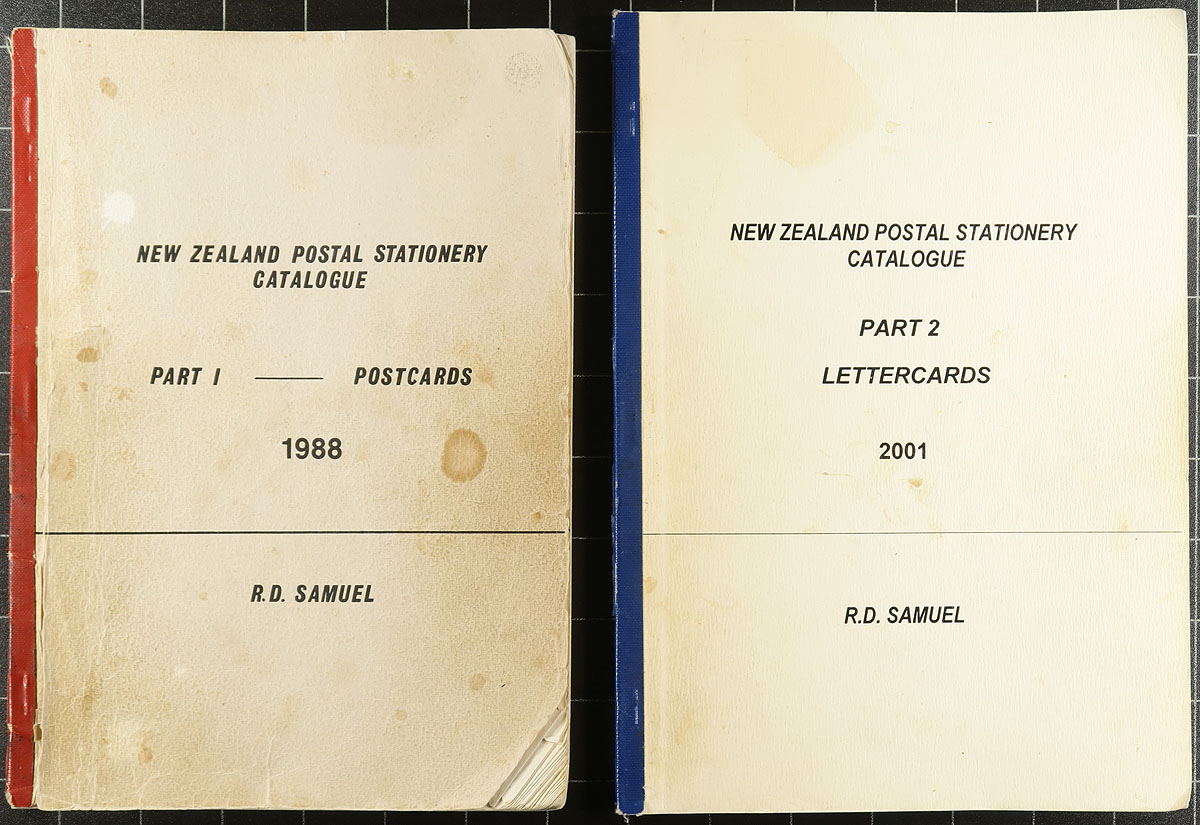 NEW ZEALAND POSTAL STATIONERY
CATALOGUE
PART 1 —— POSTCARDS
1988
R.D. SAMUEL
NEW ZEALAND POSTAL STATIONERY
CATALOGUE
PART 2
LETTERCARDS
2001
R.D. SAMUEL